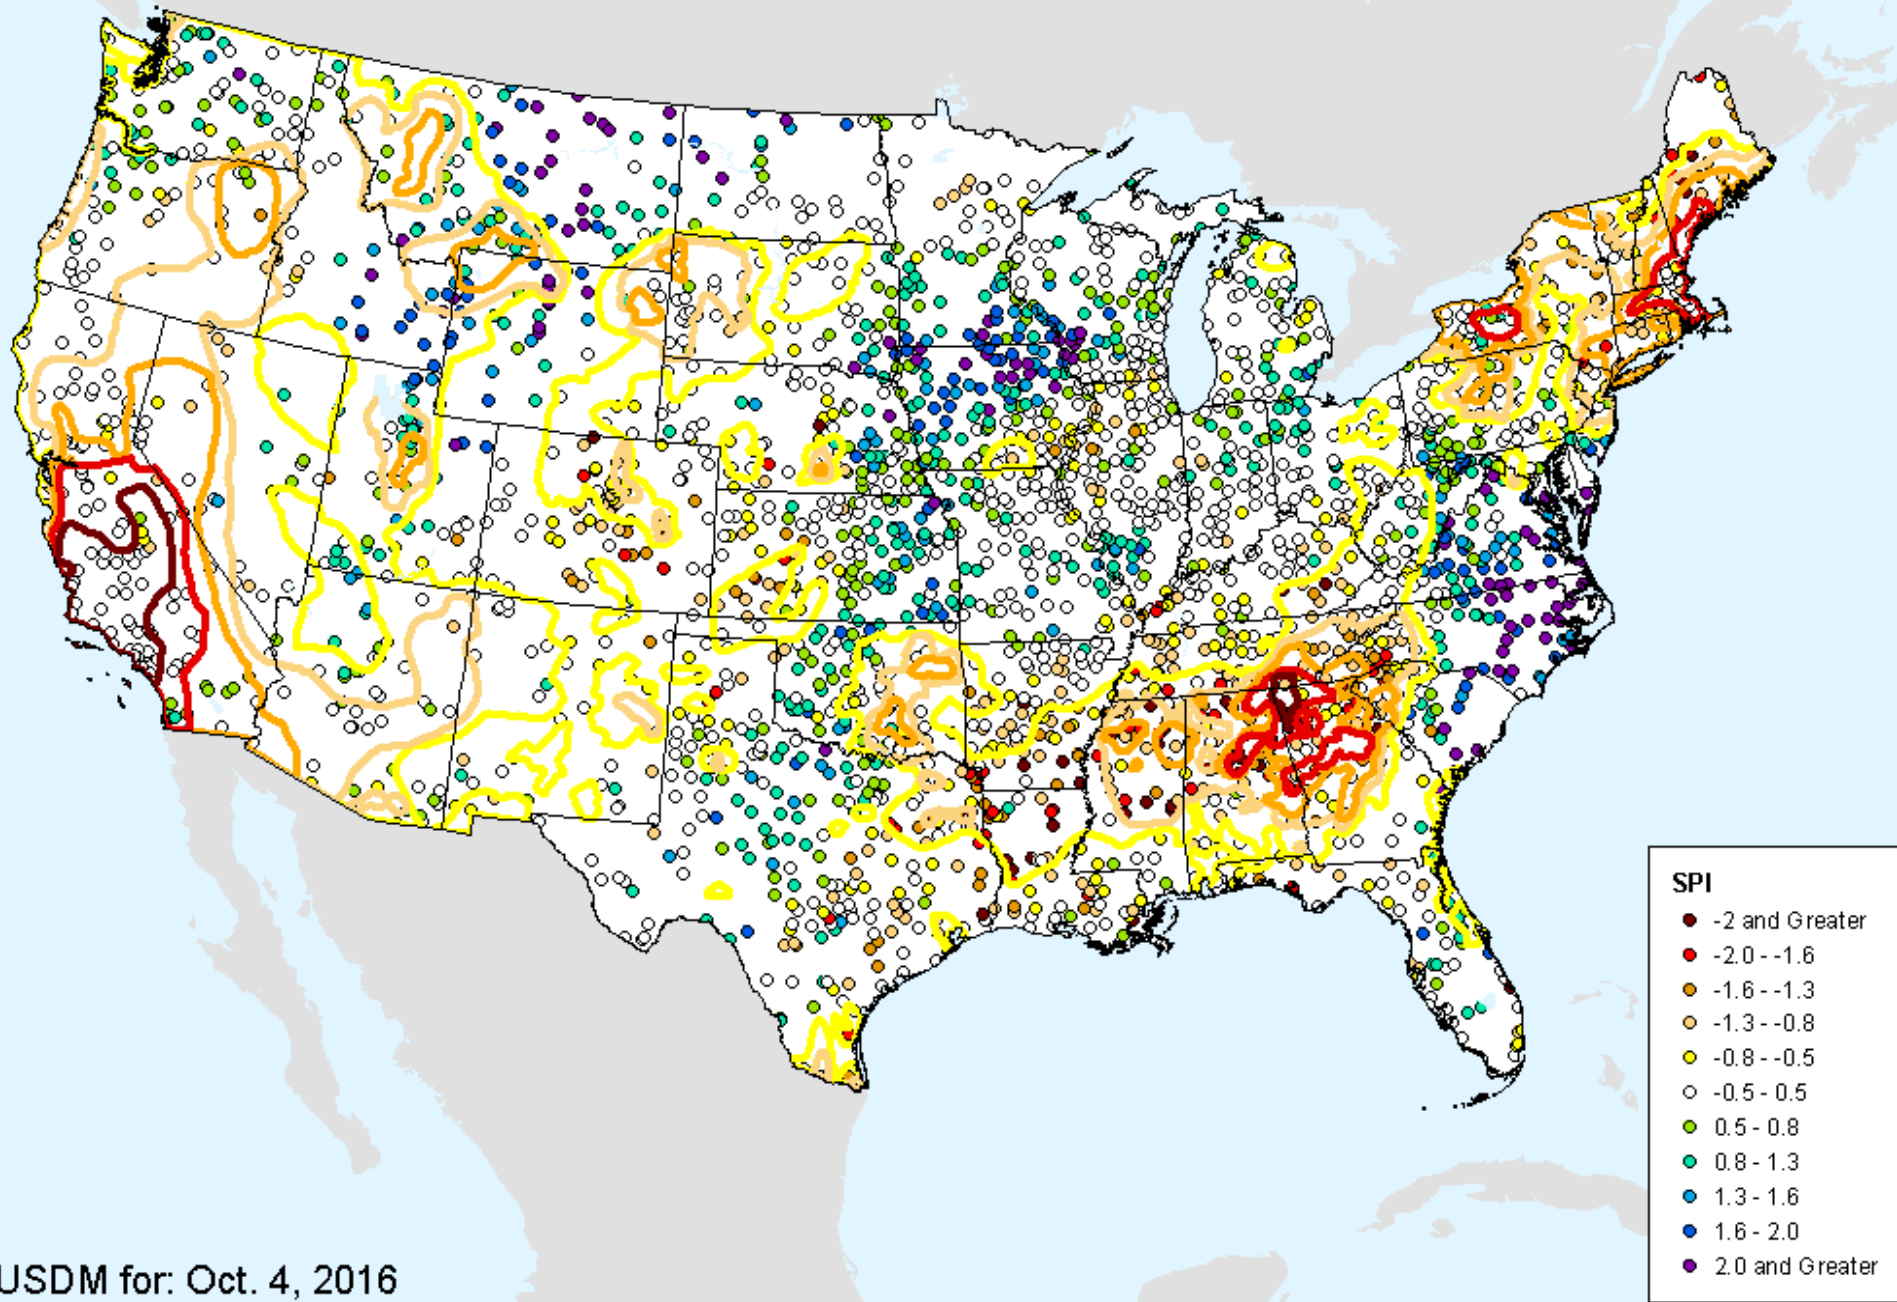 SPI
-2 and Greater
-2.0 - -1.6
-1.6 - -1.3
-1.3 - -0.8
-0.8 - -0.5
-0.5 - 0.5
0.5 - 0.8
0.8 - 1.3
1.3 - 1.6
1.6 - 2.0
2.0 and Greater
USDM for: Oct. 4, 2016